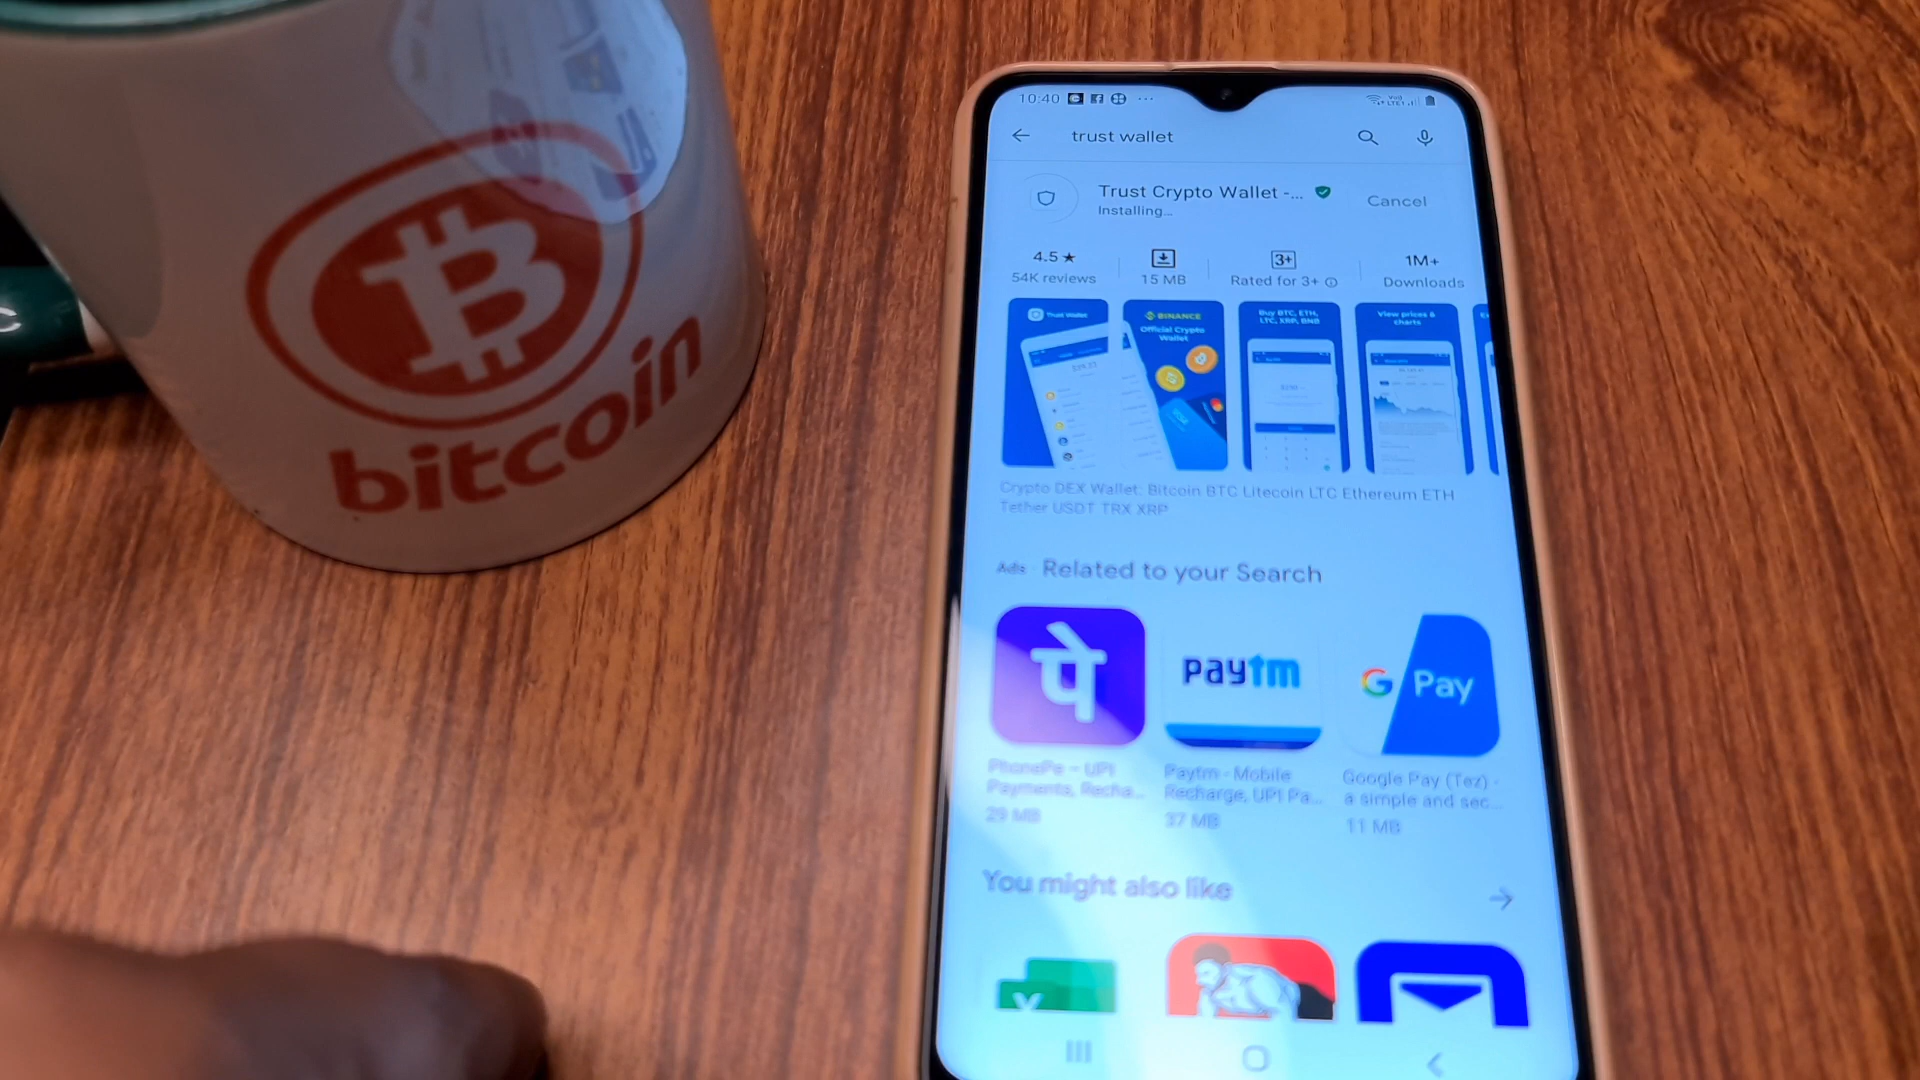 bitcoin
10:40
trust wallet
Trust Crypto Wallet -...
Installing...
Cancel
4.5 ★
54K reviews
15 MB
3+
Rated for 3+
1M+
Downloads
Trust Wallet
BINANCE
Official Crypto
Wallet
VISA
Buy BTC, ETH,
LTC, XRP, BNB
View prices &
charts
Crypto DEX Wallet: Bitcoin BTC Litecoin LTC Ethereum ETH
Tether USDT TRX XRP
Ads · Related to your Search
पे
paytm
G Pay
PhonePe – UPI
Payments, Recha...
29 MB
Paytm - Mobile
Recharge, UPI Pa...
37 MB
Google Pay (Tez) -
a simple and sec...
11 MB
You might also like